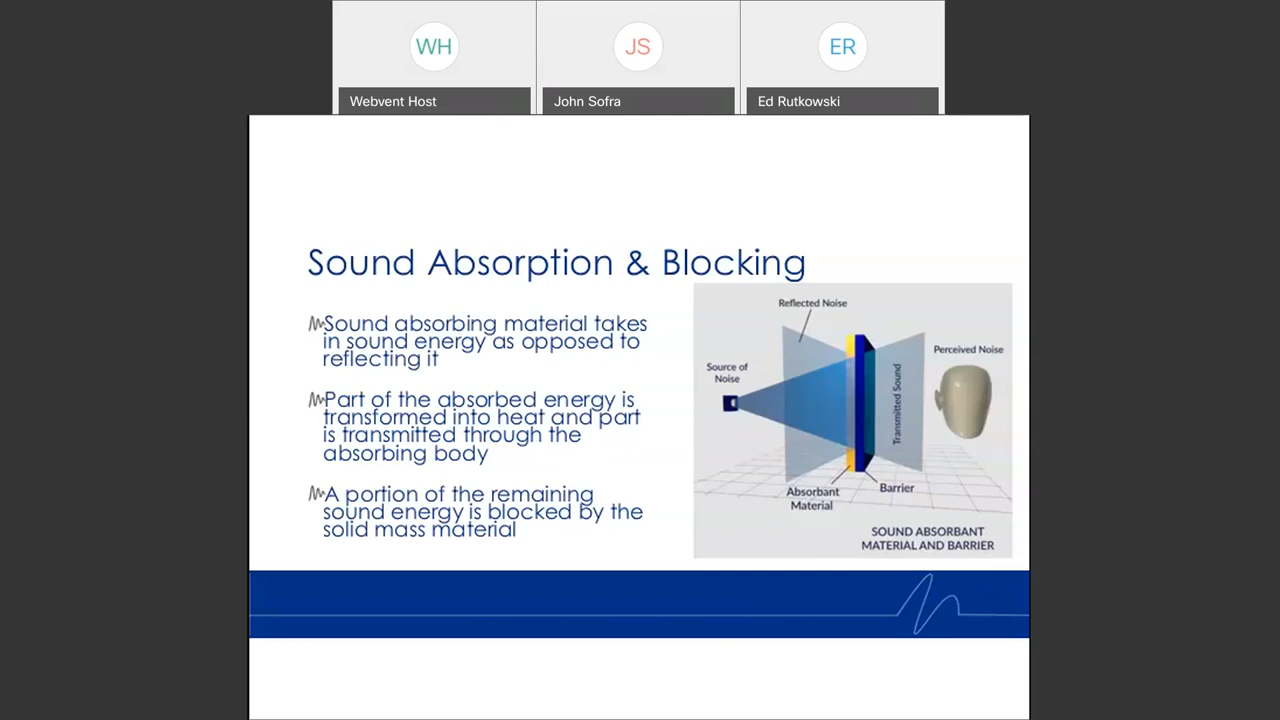 WH
JS
ER
Webvent Host
John Sofra
Ed Rutkowski
Sound Absorption & Blocking
Sound absorbing material takes
in sound energy as opposed to
reflecting it
Part of the absorbed energy is
transformed into heat and part
is transmitted through the
absorbing body
A portion of the remaining
sound energy is blocked by the
solid mass material
Reflected Noise
Source of
Noise
Transmitted Sound
Perceived Noise
Absorbant
Material
Barrier
SOUND ABSORBANT
MATERIAL AND BARRIER